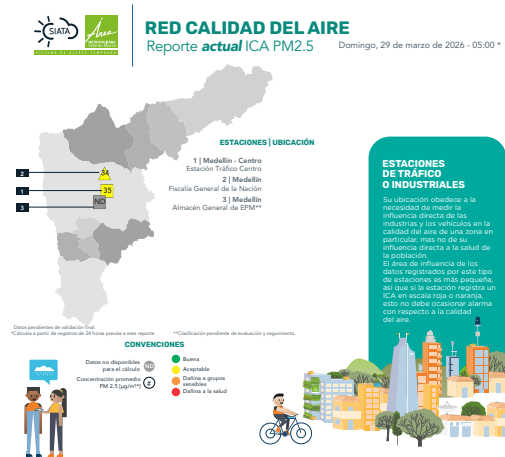 SIATA
Área
METROPOLITANA
RED CALIDAD DEL AIRE
Reporte actual ICA PM2.5
Domingo, 29 de marzo de 2026 - 05:00 *
ESTACIONES | UBICACIÓN
1 | Medellín - Centro
Estación Tráfico Centro
2 | Medellín
Fiscalía General de la Nación
3 | Medellín
Almacén General de EPM**
2
34
1
35
3
ND
ESTACIONES
DE TRÁFICO
O INDUSTRIALES
Su ubicación obedece a la
necesidad de medir la
influencia directa de las
industrias y los vehículos en la
calidad del aire de una zona en
particular, mas no de su
influencia directa a la salud de
la población.
El área de influencia de los
datos registrados por este tipo
de estaciones es más pequeña,
así que si la estación registra un
ICA en escala roja o naranja,
esto no debe ocasionar alarma
con respecto a la calidad
del aire.
Datos pendientes de validación final.
*Cálculos a partir de registros de 24 horas previas a este reporte
**Clasificación pendiente de evaluación y seguimiento.
CONVENCIONES
Datos no disponibles
para el cálculo
ND
Concentración promedio
PM 2.5 (µg/m**)
#
Buena
Aceptable
Dañina a grupos
sensibles
Dañina a la salud